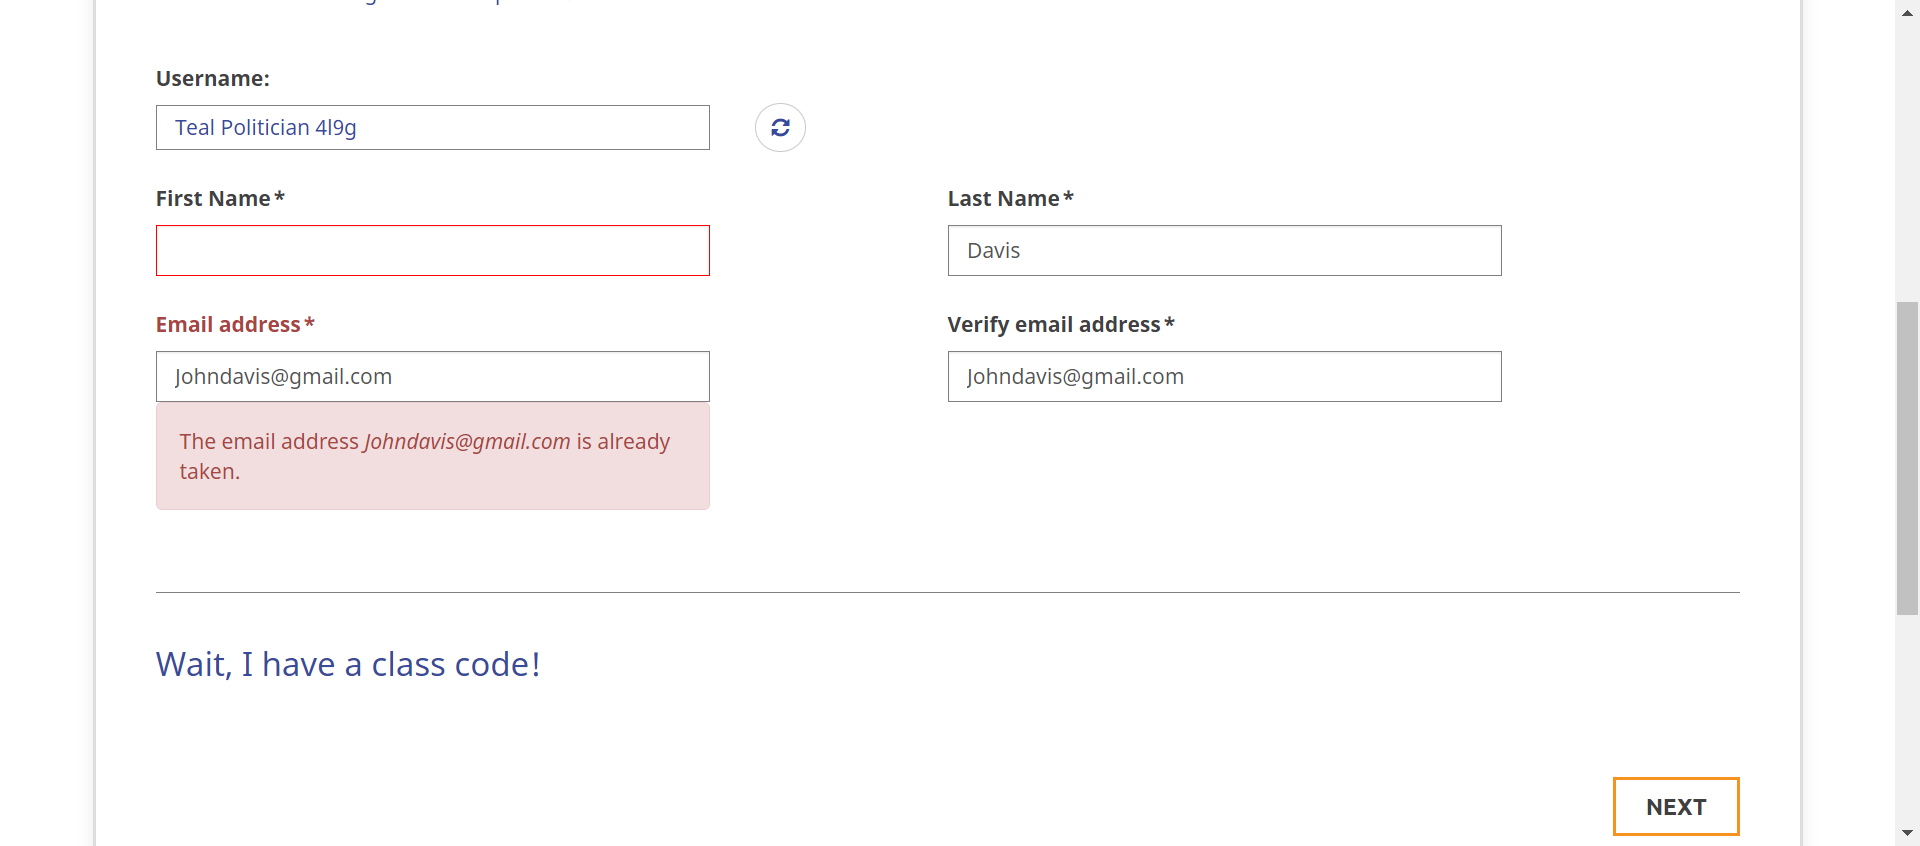 Username:
Teal Politician 4l9g
First Name*
Last Name*
Davis
Email address*
Verify email address*
Johndavis@gmail.com
Johndavis@gmail.com
The email address Johndavis@gmail.com is already
taken.
Wait, I have a class code!
NEXT